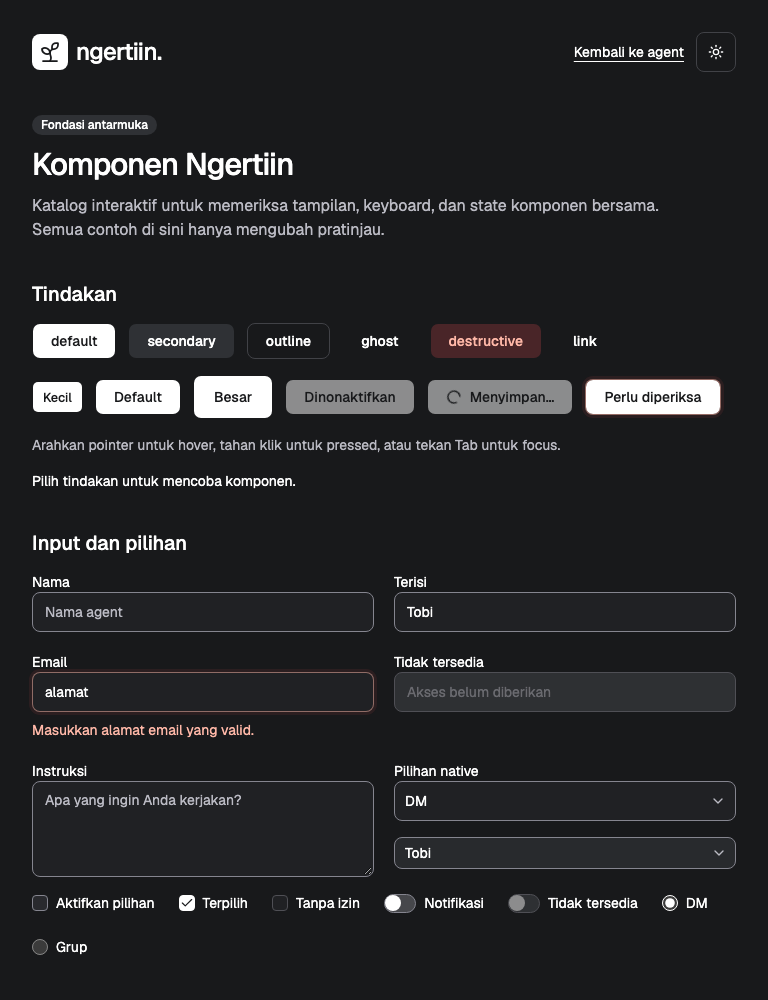 ngertiin.
Kembali ke agent
Fondasi antarmuka
Komponen Ngertiin
Katalog interaktif untuk memeriksa tampilan, keyboard, dan state komponen bersama.
Semua contoh di sini hanya mengubah pratinjau.
Tindakan
default secondary outline ghost destructive link
Kecil Default Besar Dinonaktifkan Menyimpan... Perlu diperiksa
Arahkan pointer untuk hover, tahan klik untuk pressed, atau tekan Tab untuk focus.
Pilih tindakan untuk mencoba komponen.
Input dan pilihan
Nama
Nama agent
Terisi
Tobi
Email
alamat
Masukkan alamat email yang valid.
Tidak tersedia
Akses belum diberikan
Instruksi
Apa yang ingin Anda kerjakan?
Pilihan native
DM
Tobi
Aktifkan pilihan Terpilih Tanpa izin Notifikasi Tidak tersedia DM
Grup